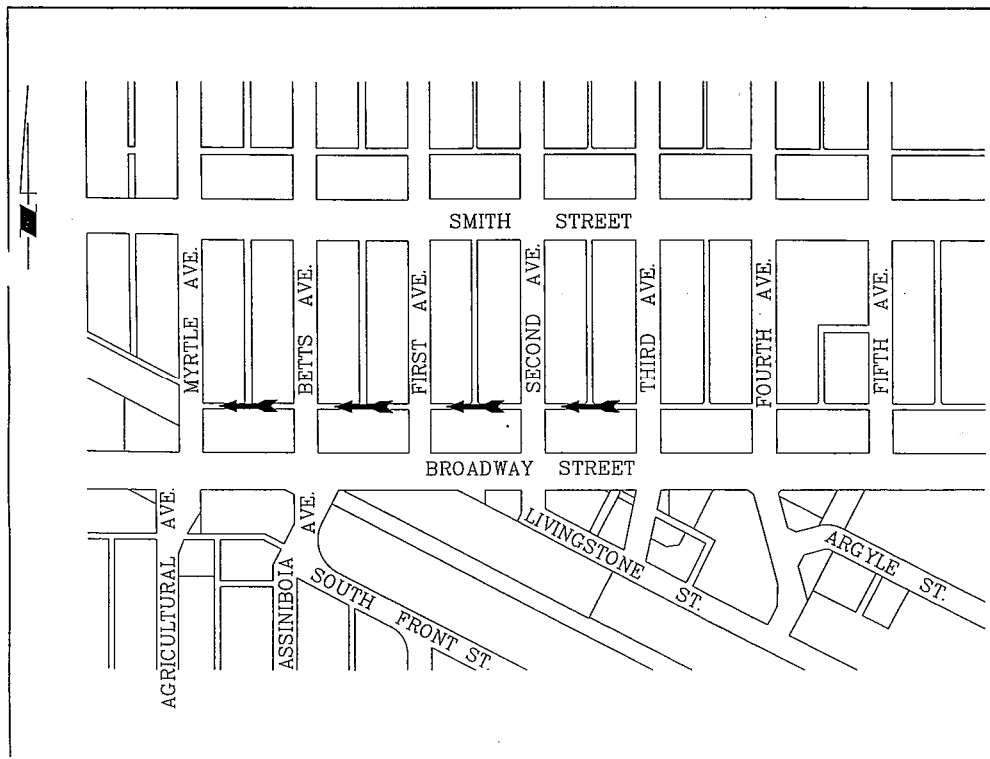 SMITH STREET
MYRTLE AVE.
BETTS AVE.
FIRST AVE.
SECOND AVE.
THIRD AVE.
FOURTH AVE.
FIFTH AVE.
BROADWAY STREET
AGRICULTURAL AVE.
ASSINIBOIA AVE.
SOUTH FRONT ST.
LIVINGSTONE ST.
ARGYLE ST.